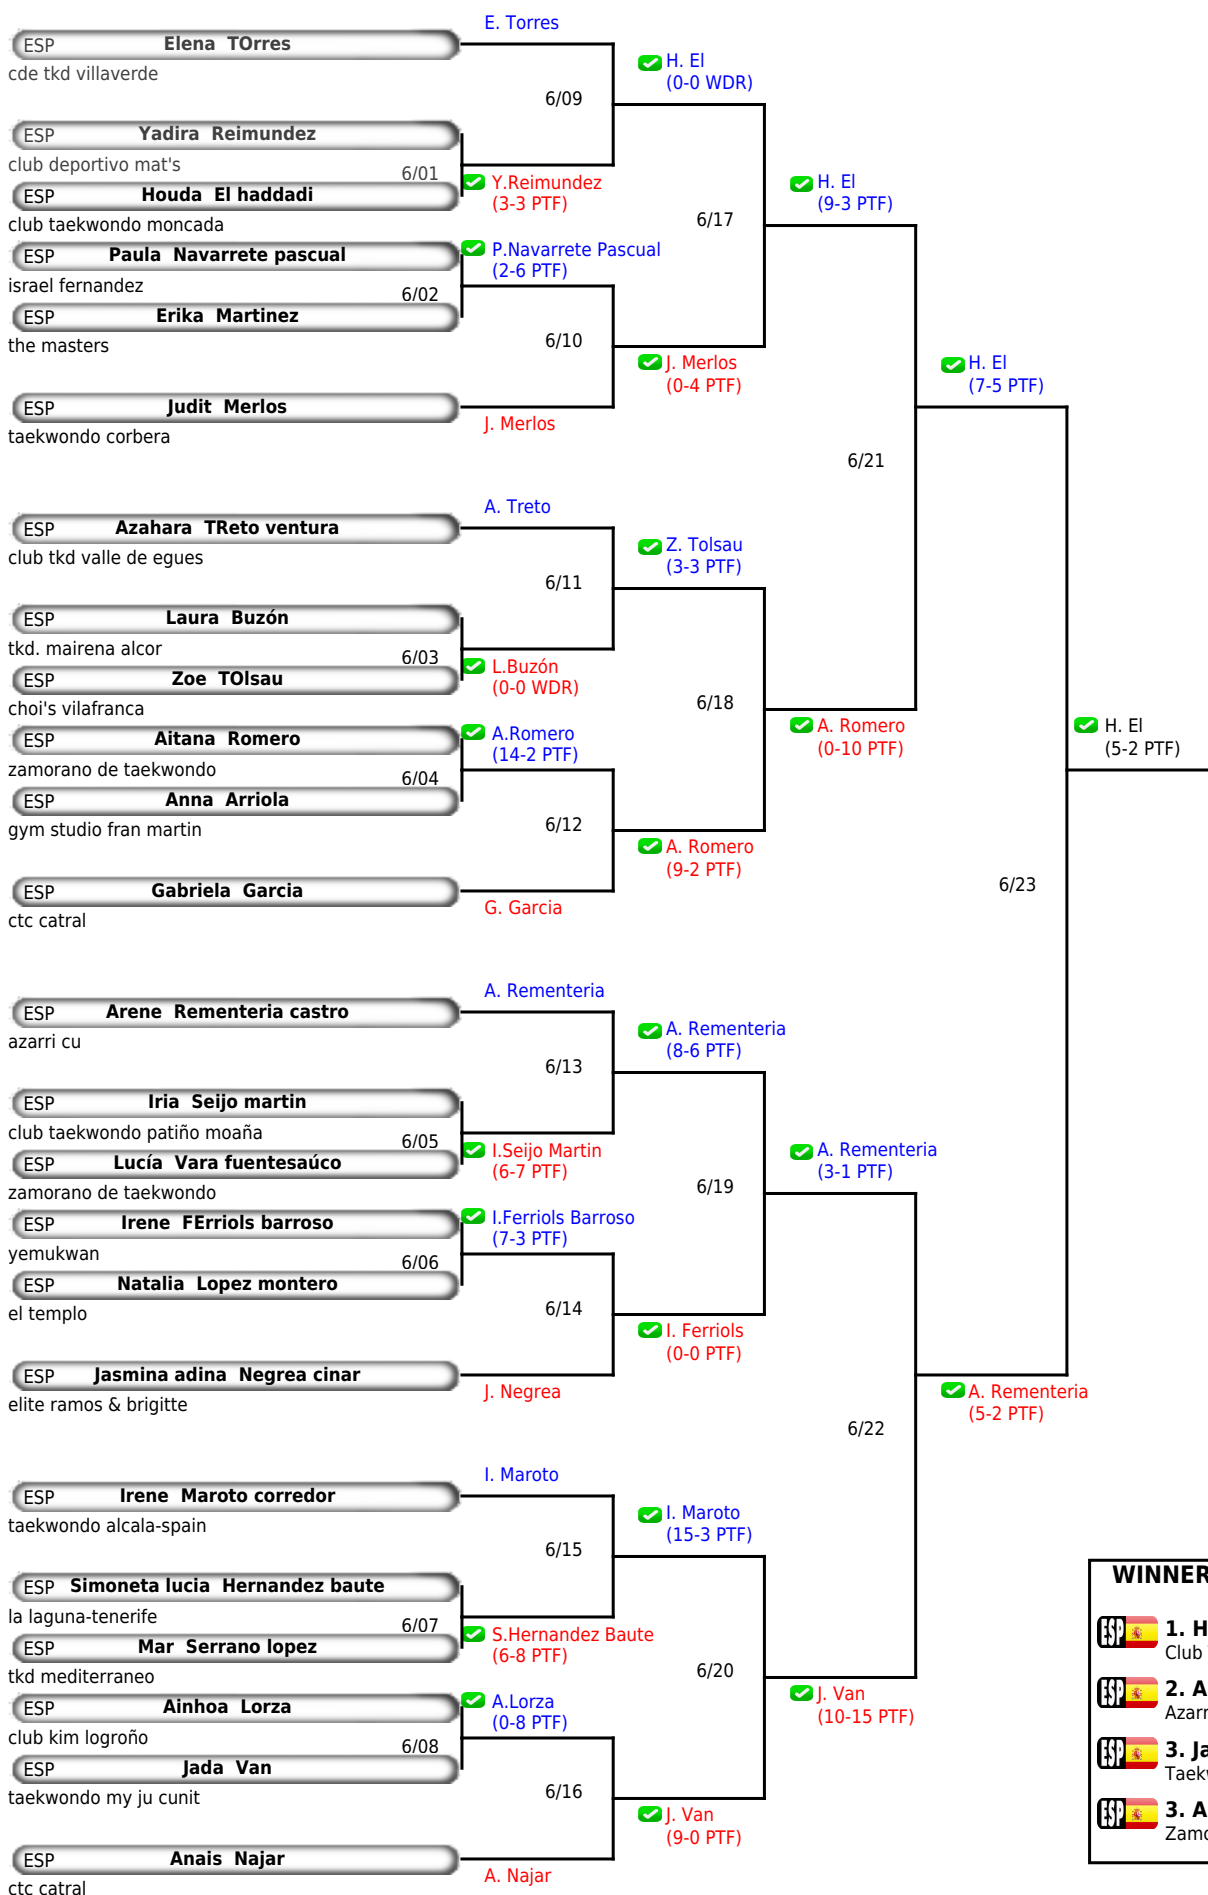 E. Torres
ESP Elena TOrres
cde tkd villaverde
H. El
(0-0 WDR)
6/09
ESP Yadira Reimundez
club deportivo mat's
6/01
Y.Reimundez
(3-3 PTF)
ESP Houda El haddadi
club taekwondo moncada
H. El
(9-3 PTF)
6/17
ESP Paula Navarrete pascual
israel fernandez
P.Navarrete Pascual
(2-6 PTF)
6/02
ESP Erika Martinez
the masters
6/10
J. Merlos
(0-4 PTF)
H. El
(7-5 PTF)
ESP Judit Merlos
taekwondo corbera
J. Merlos
6/21
A. Treto
ESP Azahara TReto ventura
club tkd valle de egues
Z. Tolsau
(3-3 PTF)
6/11
ESP Laura Buzón
tkd. mairena alcor
6/03
L.Buzón
(0-0 WDR)
ESP Zoe TOlsau
choi's vilafranca
6/18
A. Romero
(0-10 PTF)
H. El
(5-2 PTF)
ESP Aitana Romero
zamorano de taekwondo
A.Romero
(14-2 PTF)
6/04
ESP Anna Arriola
gym studio fran martin
6/12
A. Romero
(9-2 PTF)
6/23
ESP Gabriela Garcia
ctc catral
G. Garcia
A. Rementeria
ESP Arene Rementeria castro
azarri cu
A. Rementeria
(8-6 PTF)
6/13
ESP Iria Seijo martin
club taekwondo patiño moaña
6/05
I.Seijo Martin
(6-7 PTF)
A. Rementeria
(3-1 PTF)
ESP Lucía Vara fuentesaúco
zamorano de taekwondo
6/19
ESP Irene FErriols barroso
yemukwan
I.Ferriols Barroso
(7-3 PTF)
6/06
ESP Natalia Lopez montero
el templo
6/14
I. Ferriols
(0-0 PTF)
ESP Jasmina adina Negrea cinar
elite ramos & brigitte
J. Negrea
A. Rementeria
(5-2 PTF)
6/22
I. Maroto
ESP Irene Maroto corredor
taekwondo alcala-spain
I. Maroto
(15-3 PTF)
6/15
ESP Simoneta lucia Hernandez baute
la laguna-tenerife
6/07
S.Hernandez Baute
(6-8 PTF)
ESP Mar Serrano lopez
tkd mediterraneo
6/20
J. Van
(10-15 PTF)
ESP Ainhoa Lorza
club kim logroño
A.Lorza
(0-8 PTF)
6/08
ESP Jada Van
taekwondo my ju cunit
6/16
J. Van
(9-0 PTF)
ESP Anais Najar
ctc catral
A. Najar
WINNER
ESP 1. H
Club
ESP 2. A
Azarr
ESP 3. Ja
Taekw
ESP 3. A
Zamo